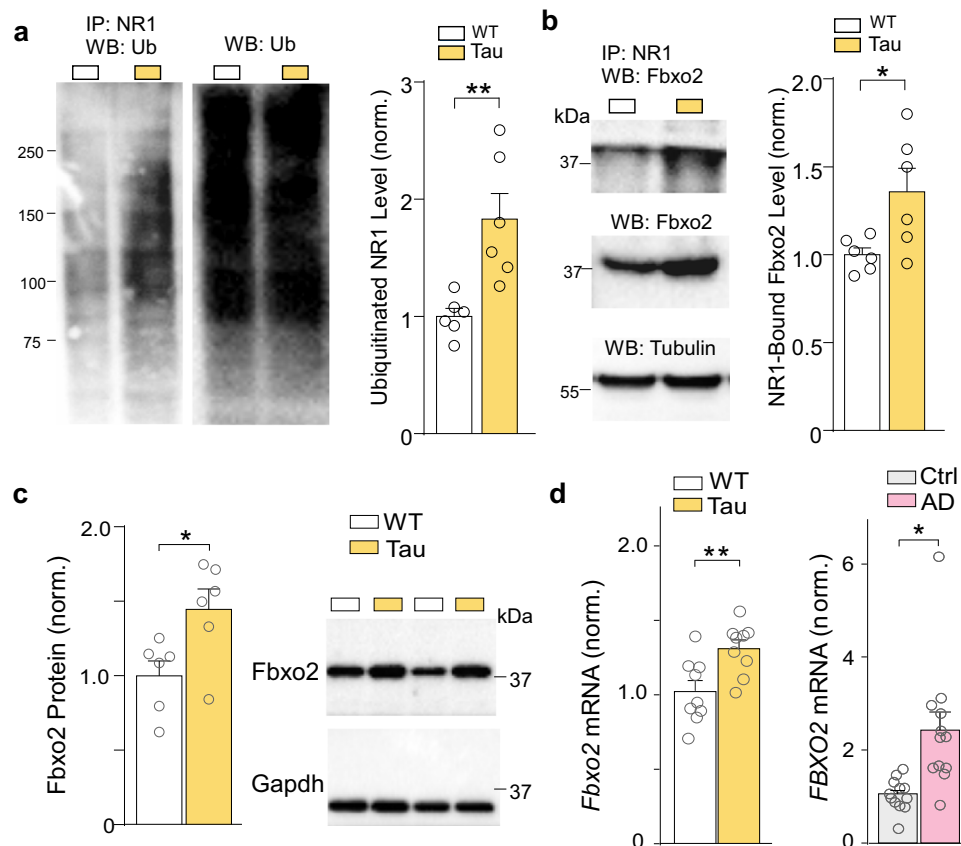 a
IP: NR1
WB: Ub
WB: Ub
250
150
100
75
WT
Tau
Ubiquitinated NR1 Level (norm.)
3
2
1
0
**
b
IP: NR1
WB: Fbxo2
kDa
37
WB: Fbxo2
37
WB: Tubulin
55
WT
Tau
NR1-Bound Fbxo2 Level (norm.)
2.0
1.5
1.0
0.5
0
*
c
Fbxo2 Protein (norm.)
2.0
1.0
0
*
WT
Tau
kDa
Fbxo2
37
Gapdh
37
d
WT
Tau
Fbxo2 mRNA (norm.)
2.0
1.0
0
**
Ctrl
AD
FBXO2 mRNA (norm.)
6
4
2
0
*